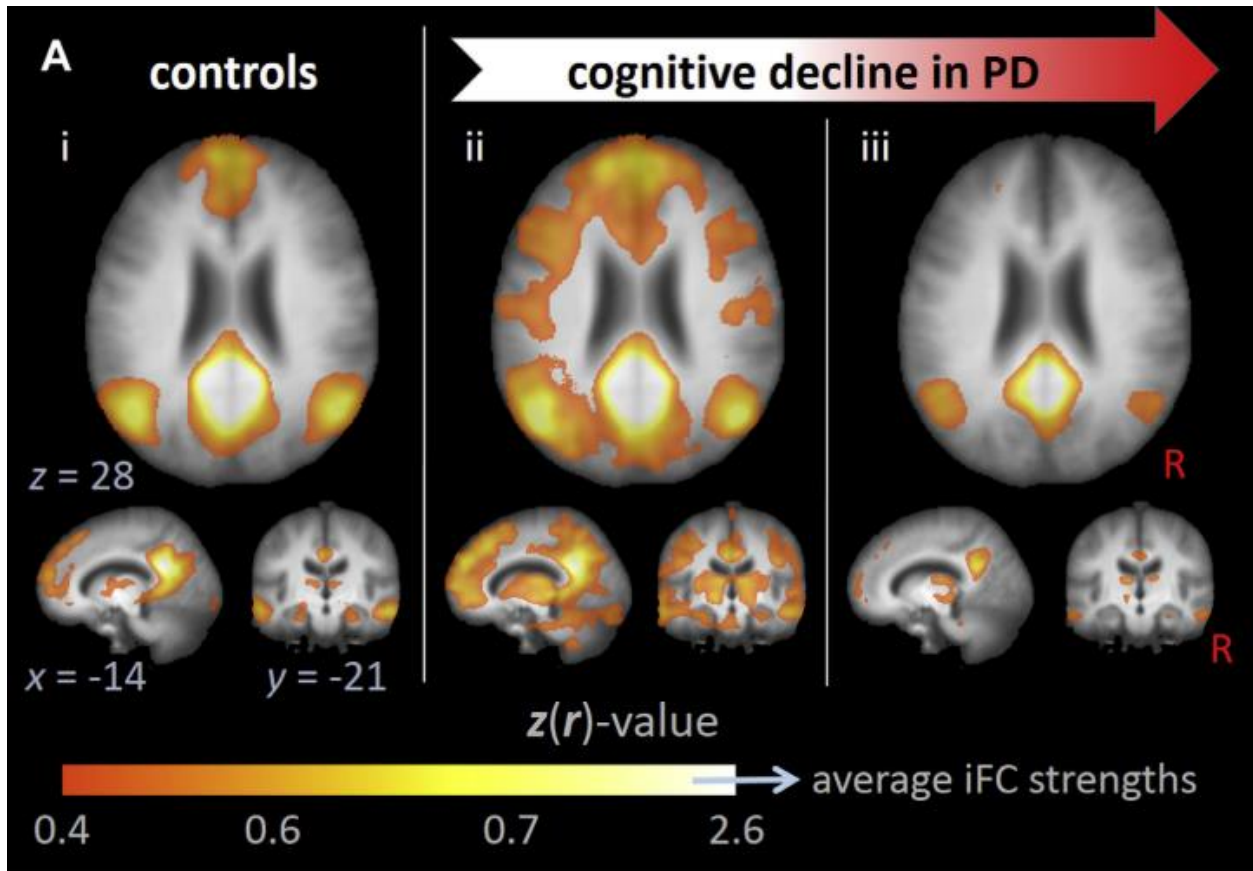 A
controls
cognitive decline in PD
i
ii
iii
z = 28
R
x = -14
y = -21
R
z(r)-value
average iFC strengths
0.4 0.6 0.7 2.6